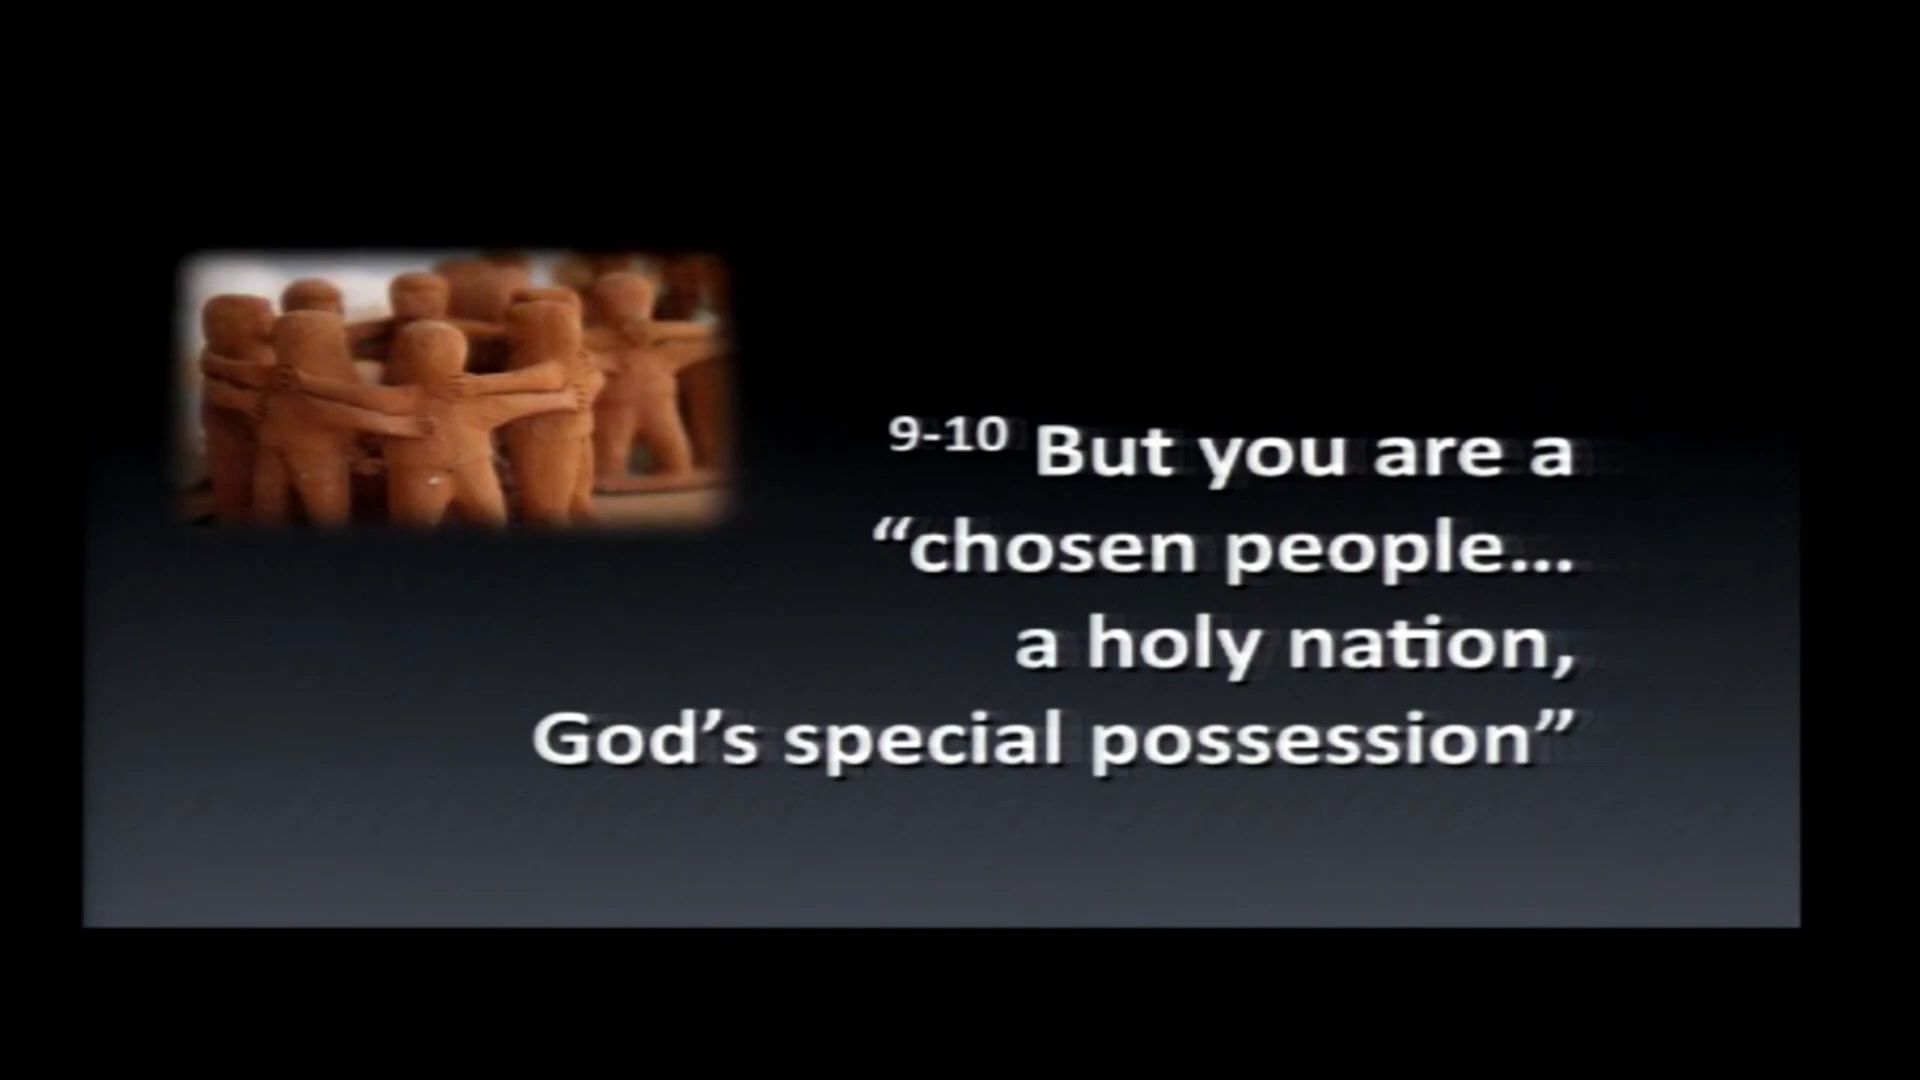 9-10 But you are a
“chosen people...
a holy nation,
God’s special possession”